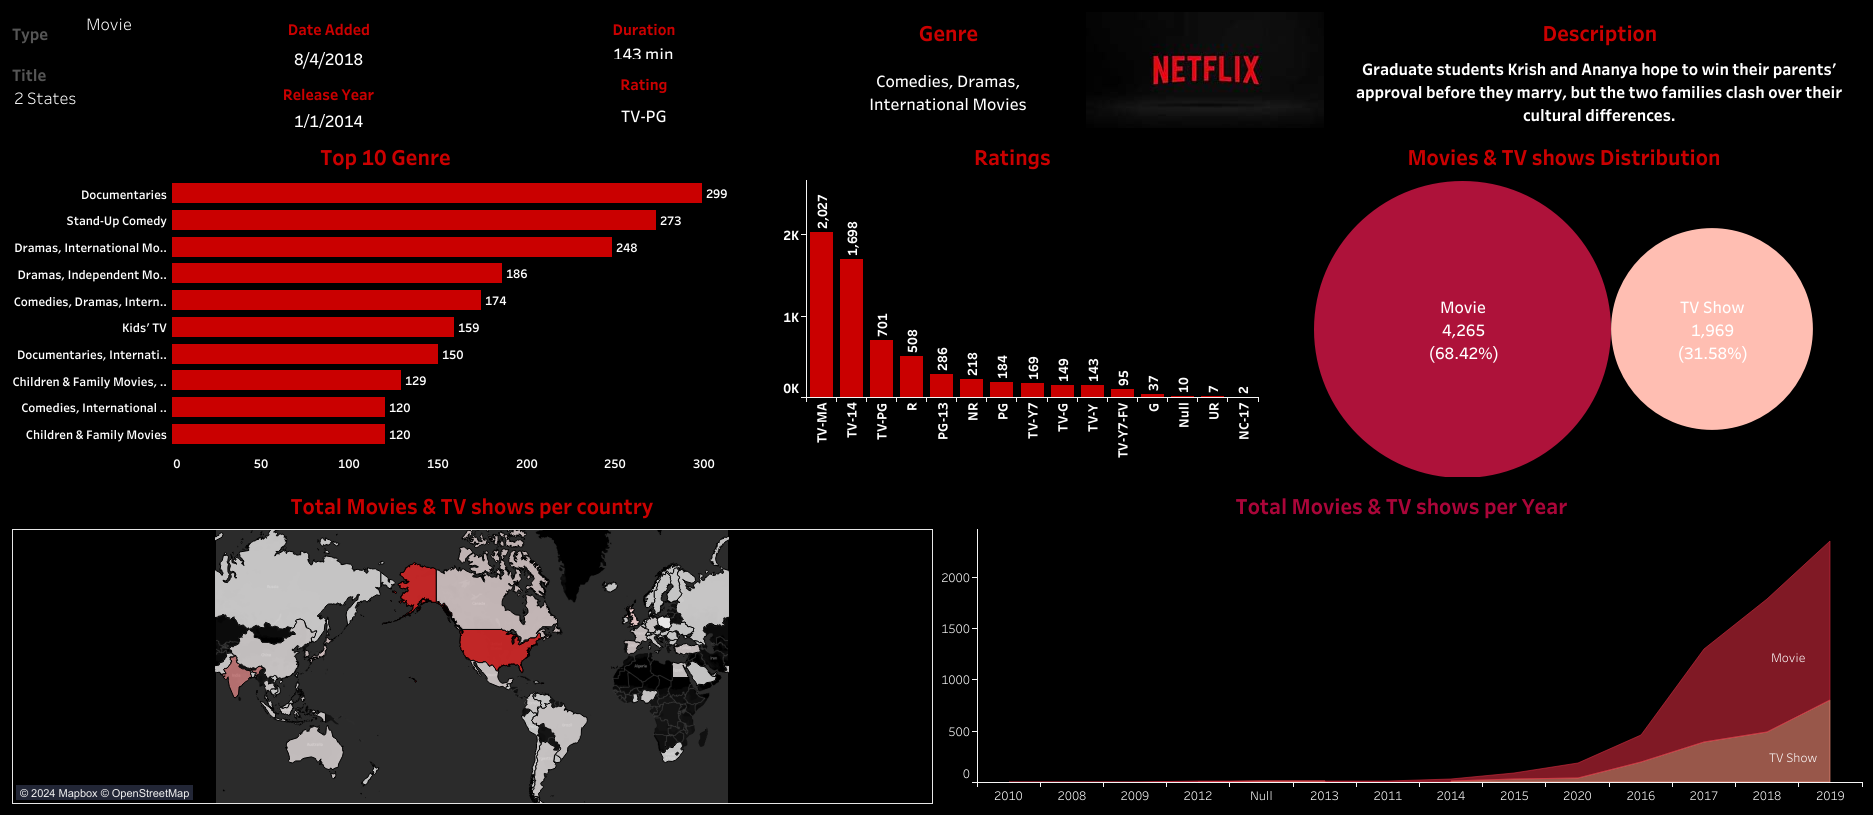 Type
Movie
Title
2 States
Date Added
8/4/2018
Release Year
1/1/2014
Duration
143 min
Rating
TV-PG
Genre
Comedies, Dramas,
International Movies
NETFLIX
Description
Graduate students Krish and Ananya hope to win their parents’
approval before they marry, but the two families clash over their
cultural differences.
Top 10 Genre
Documentaries 299
Stand-Up Comedy 273
Dramas, International Mo.. 248
Dramas, Independent Mo.. 186
Comedies, Dramas, Intern.. 174
Kids’ TV 159
Documentaries, Internati.. 150
Children & Family Movies, .. 129
Comedies, International .. 120
Children & Family Movies 120
0 50 100 150 200 250 300
Ratings
2K
1K
0K
2,027 1,698 701 508 286 218 184 169 149 143 95 37 10 7 2
TV-MA TV-14 TV-PG R PG-13 NR PG TV-Y7 TV-G TV-Y TV-Y7-FV G Null UR NC-17
Movies & TV shows Distribution
Movie
4,265
(68.42%)
TV Show
1,969
(31.58%)
Total Movies & TV shows per country
© 2024 Mapbox © OpenStreetMap
Total Movies & TV shows per Year
2000
1500
1000
500
0
Movie
TV Show
2010 2008 2009 2012 Null 2013 2011 2014 2015 2020 2016 2017 2018 2019